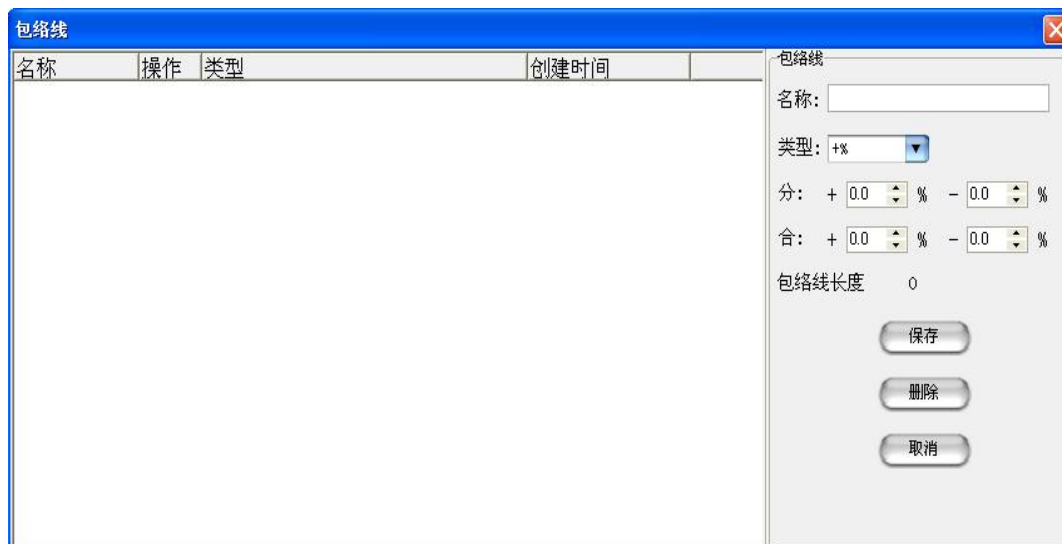 包络线
名称 操作 类型 创建时间
包络线
名称:
类型: +%
分: + 0.0 % - 0.0 %
合: + 0.0 % - 0.0 %
包络线长度 0
保存
删除
取消